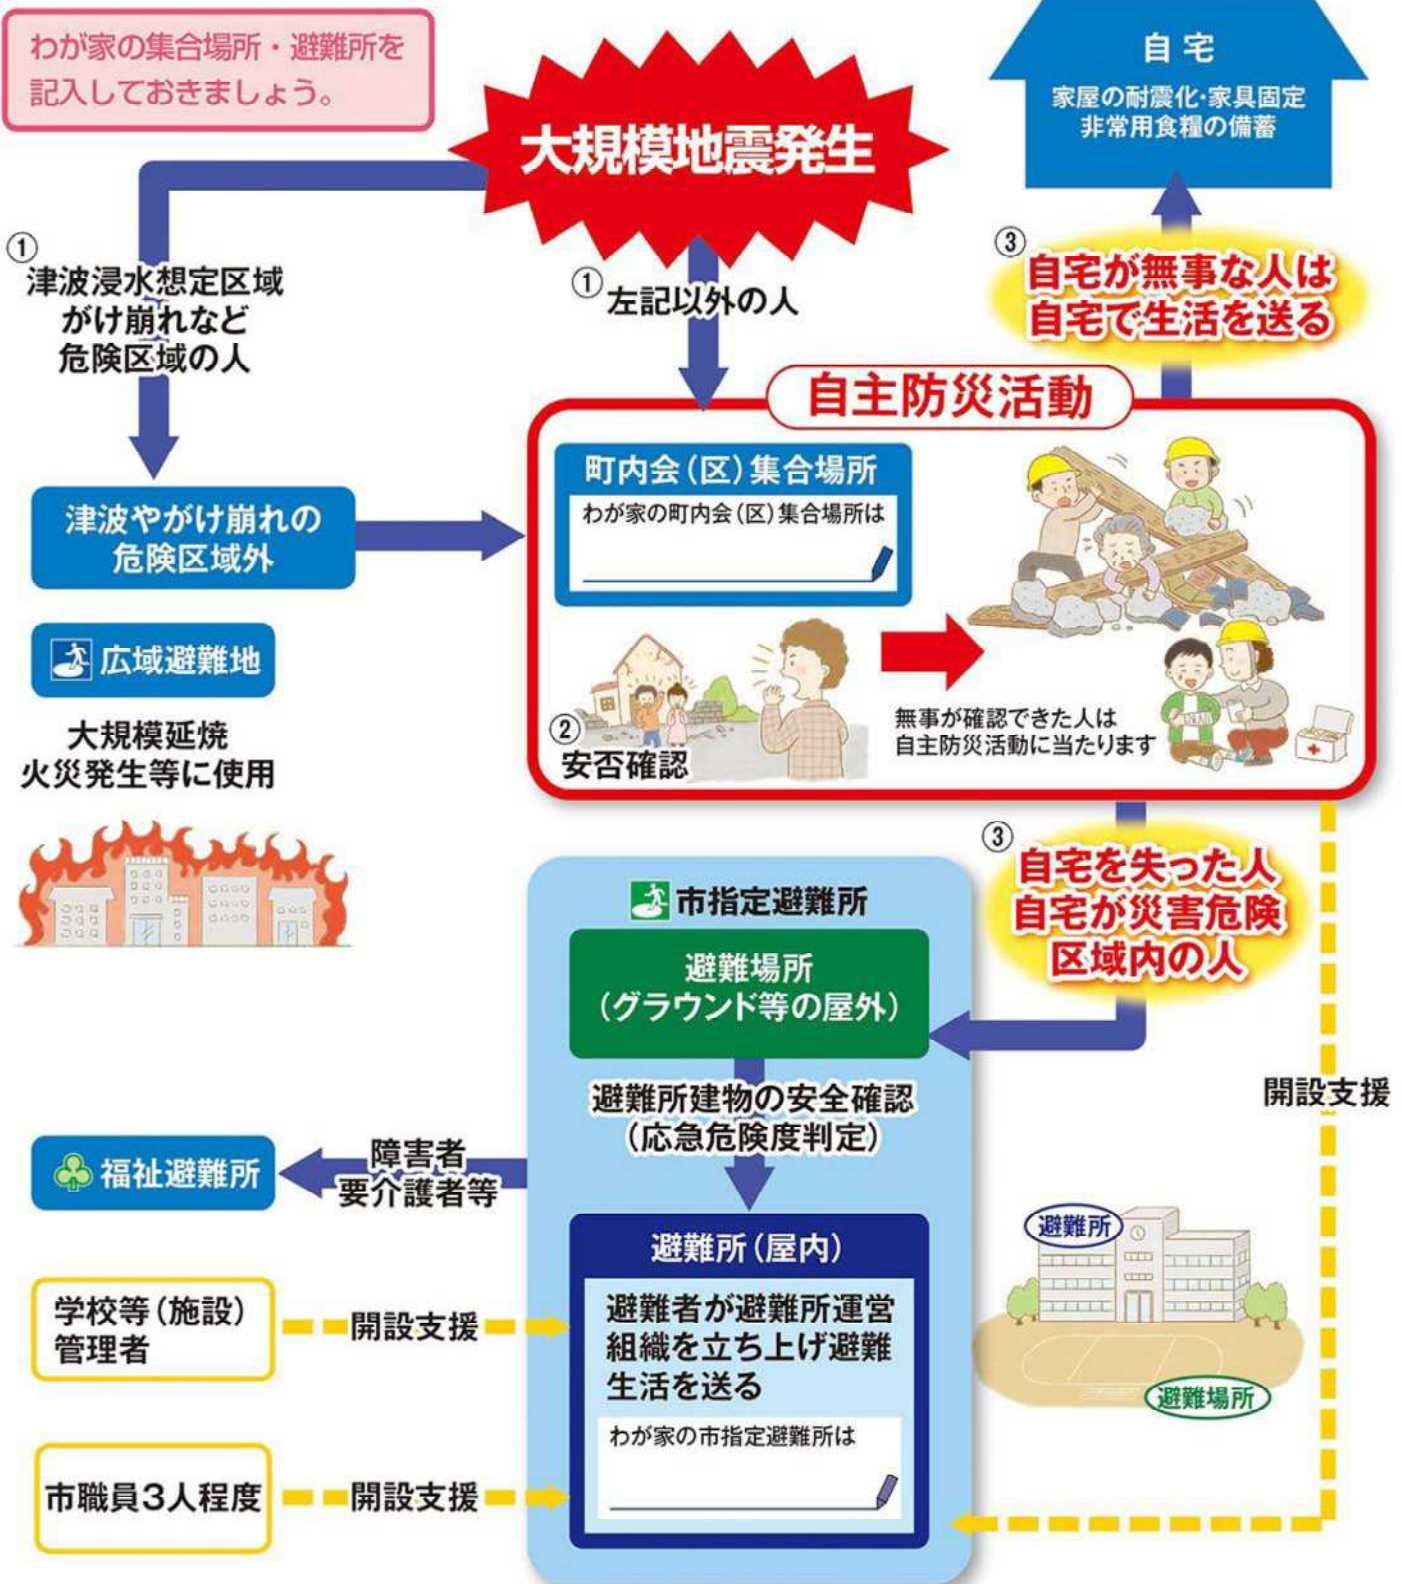 わが家の集合場所・避難所を
記入しておきましょう。
大規模地震発生
自宅
家屋の耐震化・家具固定
非常用食糧の備蓄
①
津波浸水想定区域
がけ崩れなど
危険区域の人
①
左記以外の人
③
自宅が無事な人は
自宅で生活を送る
自主防災活動
町内会(区)集合場所
わが家の町内会(区)集合場所は
津波やがけ崩れの
危険区域外
広域避難地
大規模延焼
火災発生等に使用
②
安否確認
無事が確認できた人は
自主防災活動に当たります
③
自宅を失った人
自宅が災害危険
区域内の人
市指定避難所
避難場所
(グラウンド等の屋外)
避難所建物の安全確認
(応急危険度判定)
開設支援
福祉避難所
障害者
要介護者等
避難所(屋内)
避難者が避難所運営
組織を立ち上げ避難
生活を送る
わが家の市指定避難所は
学校等(施設)
管理者
開設支援
市職員3人程度
開設支援
避難所
避難場所